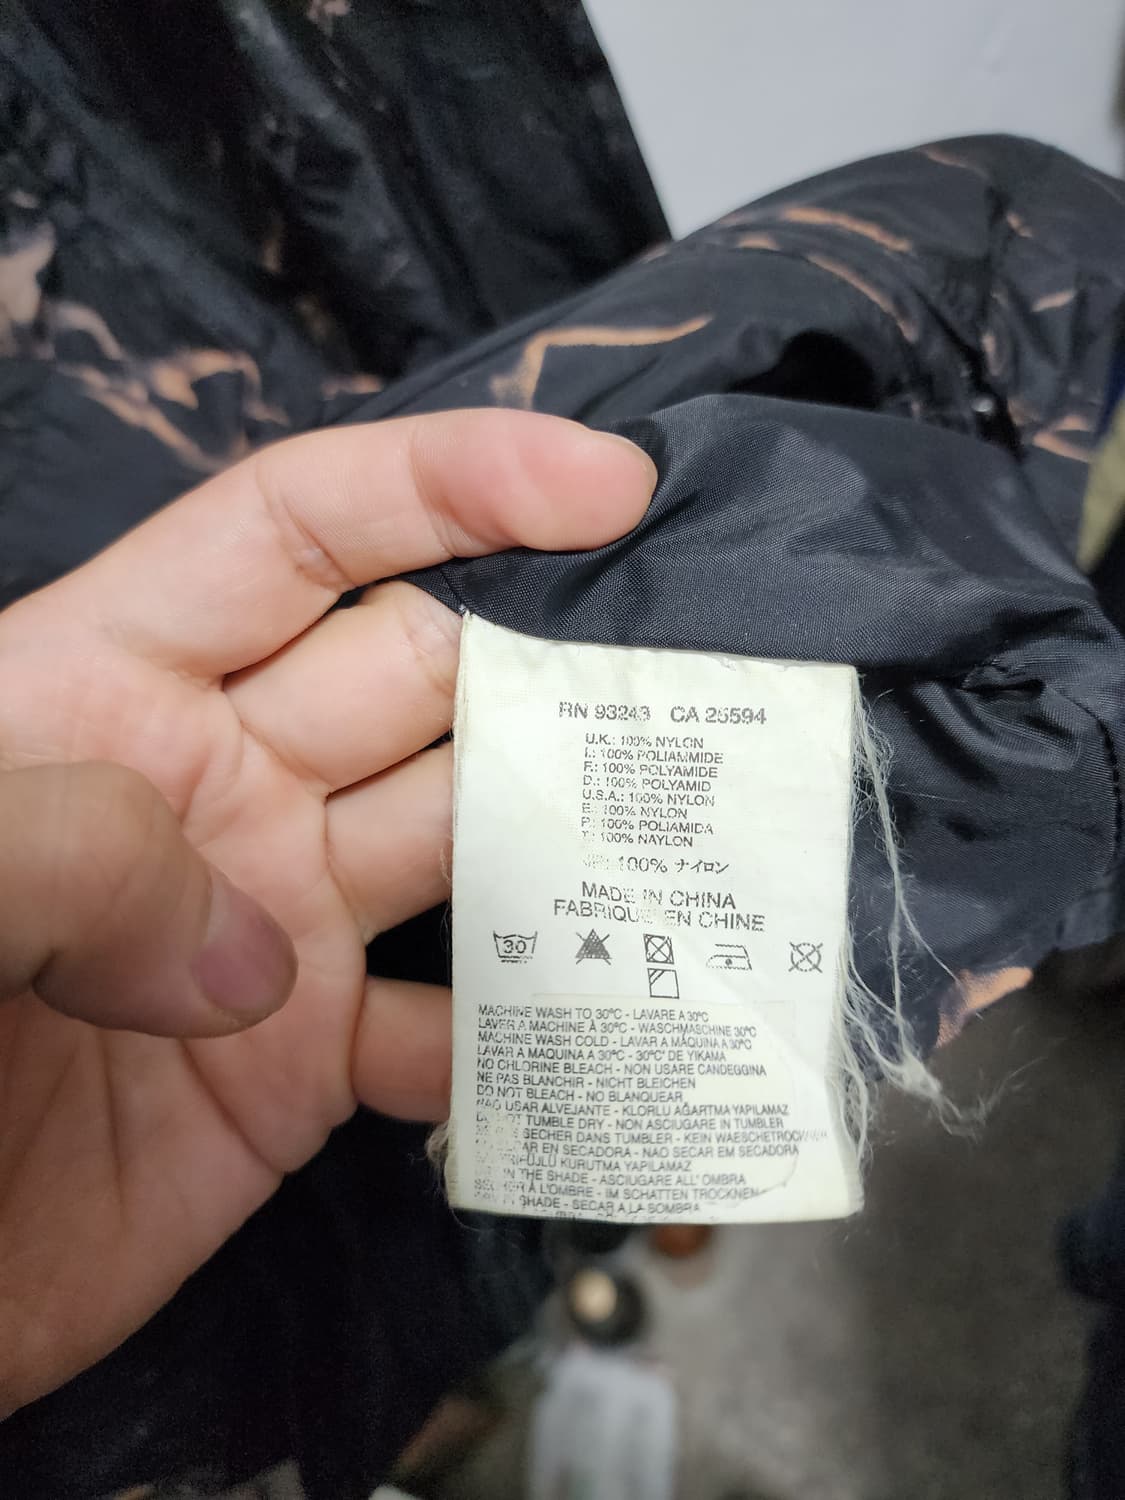 RN 93243 CA 25594
U.K.: 100% NYLON
I.: 100% POLIAMMIDE
F.: 100% POLYAMIDE
D.: 100% POLYAMID
U.S.A.: 100% NYLON
E: 100% NYLON
P: 100% POLIAMIDA
T: 100% NAYLON
100% ナイロン
MADE IN CHINA
FABRIQUE EN CHINE
30
MACHINE WASH TO 30°C - LAVARE A 30°C
LAVER A MACHINE À 30°C - WASCHMASCHINE 30°C
MACHINE WASH COLD - LAVAR A MÁQUINA A 30°C
LAVAR A MAQUINA A 30°C - 30°C' DE YIKAMA
NO CHLORINE BLEACH - NON USARE CANDEGGINA
NE PAS BLANCHIR - NICHT BLEICHEN
DO NOT BLEACH - NO BLANQUEAR
NAO USAR ALVEJANTE - KLORLU AĞARTMA YAPILAMAZ
DO NOT TUMBLE DRY - NON ASCIUGARE IN TUMBLER
SECHER DANS TUMBLER - KEIN
EN SECADORA - NAO SECAR EM SECADORA
KURUTMA YAPILAMAZ
IN THE SHADE - ASCIUGARE ALL' OMBRA
À L'OMBRE - IM SCHATTEN TROCKNEN
SHADE - SECAR A LA SOMBRA